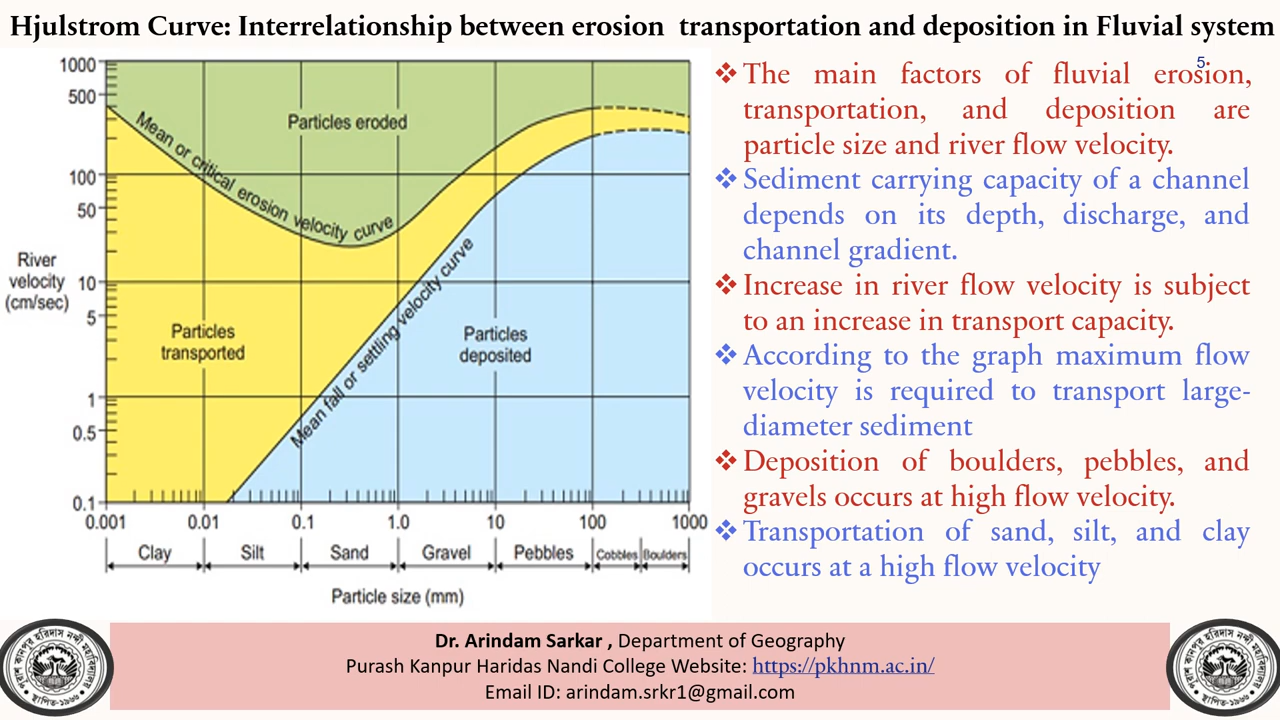 Hjulstrom Curve: Interrelationship between erosion transportation and deposition in Fluvial system
1000
500
100
50
10
5
1
0.5
0.1
River
velocity
(cm/sec)
Particles eroded
Mean or critical erosion velocity curve
Particles
transported
Mean fall or settling velocity curve
Particles
deposited
0.001
0.01
0.1
1.0
10
100
1000
Clay
Silt
Sand
Gravel
Pebbles
Cobbles
Boulders
Particle size (mm)
5
❖ The main factors of fluvial erosion,
transportation, and deposition are
particle size and river flow velocity.
❖ Sediment carrying capacity of a channel
depends on its depth, discharge, and
channel gradient.
❖ Increase in river flow velocity is subject
to an increase in transport capacity.
❖ According to the graph maximum flow
velocity is required to transport large-
diameter sediment
❖ Deposition of boulders, pebbles, and
gravels occurs at high flow velocity.
❖ Transportation of sand, silt, and clay
occurs at a high flow velocity
Dr. Arindam Sarkar , Department of Geography
Purash Kanpur Haridas Nandi College Website: https://pkhnm.ac.in/
Email ID: arindam.srkr1@gmail.com